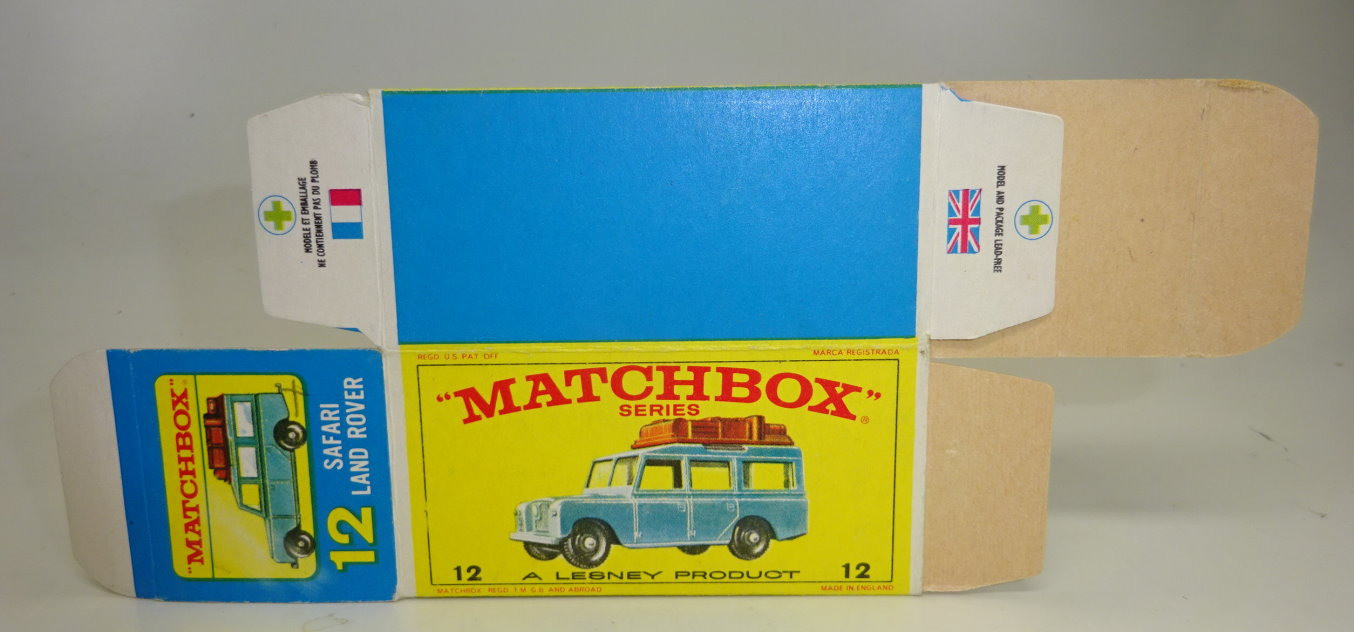 MODELE ET EMBALLAGE
NE CONTIENNENT PAS DU PLOMB
MODEL AND PACKAGE LEAD-FREE
"MATCHBOX"
12 SAFARI
LAND ROVER
REGD. U.S. PAT. OFF
MARCA REGISTRADA
"MATCHBOX"®
SERIES
12 A LESNEY PRODUCT 12
MATCHBOX REGD. T.M. G.B. AND ABROAD
MADE IN ENGLAND